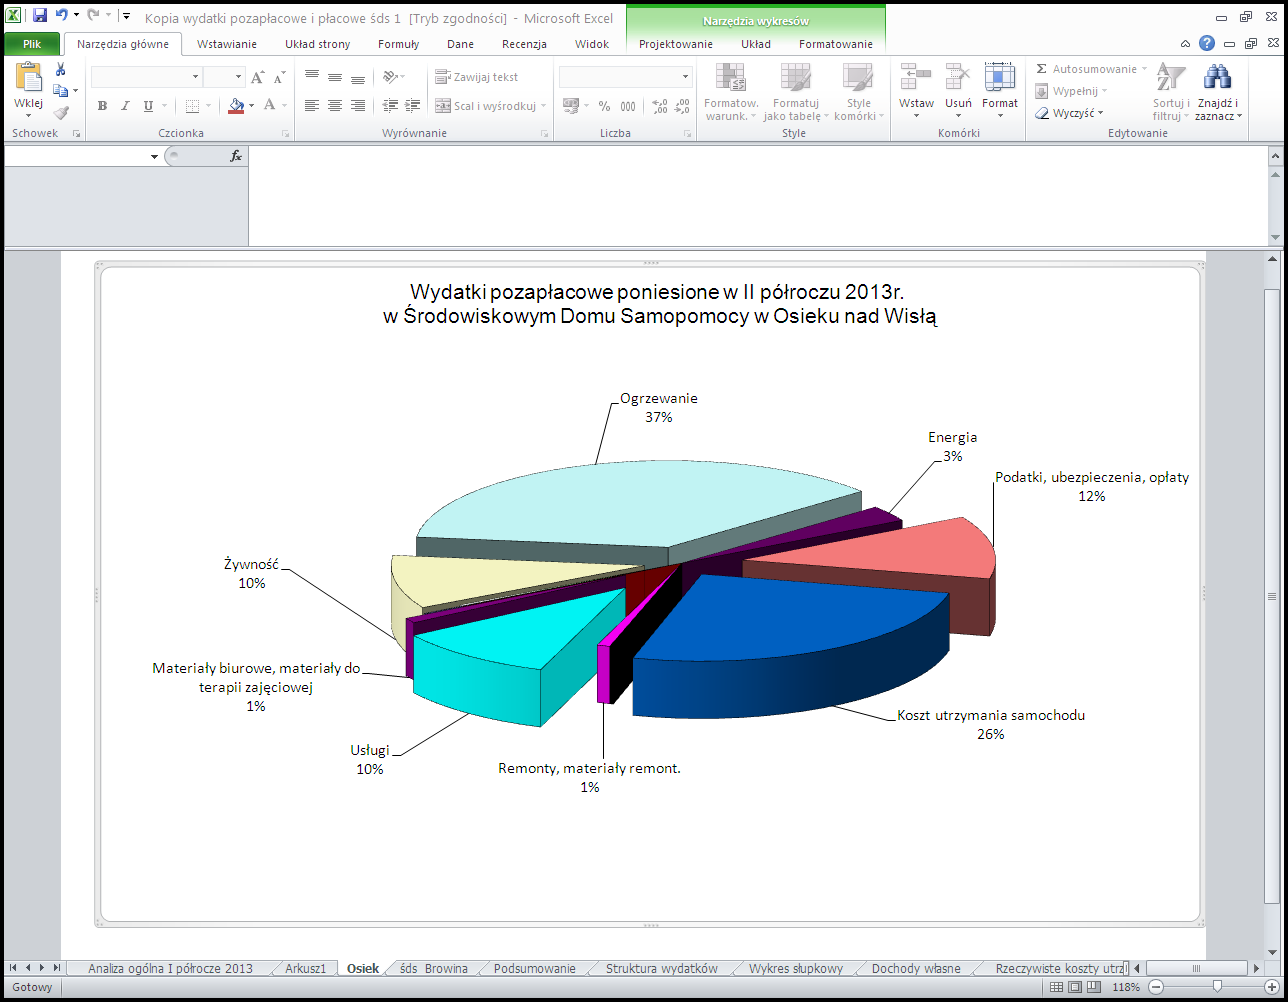 Kopia wydatki pozapłacowe i płacowe śds 1 [Tryb zgodności] - Microsoft Excel
Narzędzia wykresów
Plik
Narzędzia główne
Wstawianie
Układ strony
Formuły
Dane
Recenzja
Widok
Projektowanie
Układ
Formatowanie
Wklej
Schowek
B I U
A A
A
Czcionka
Zawijaj tekst
Scal i wyśrodkuj
Wyrównanie
% 000
Liczba
Formatow. warunk.
Formatuj jako tabelę
Style komórki
Style
Wstaw
Usuń
Format
Komórki
Σ Autosumowanie
Wypełnij
Wyczyść
Sortuj i filtruj
Znajdź i zaznacz
Edytowanie
fx
Wydatki pozapłacowe poniesione w II półroczu 2013r.
w Środowiskowym Domu Samopomocy w Osieku nad Wisłą
Ogrzewanie
37%
Energia
3%
Podatki, ubezpieczenia, opłaty
12%
Żywność
10%
Materiały biurowe, materiały do
terapii zajęciowej
1%
Koszt utrzymania samochodu
26%
Usługi
10%
Remonty, materiały remont.
1%
Analiza ogólna I półrocze 2013
Arkusz1
Osiek
śds Browina
Podsumowanie
Struktura wydatków
Wykres słupkowy
Dochody własne
Rzeczywiste koszty utrz
Gotowy
118%